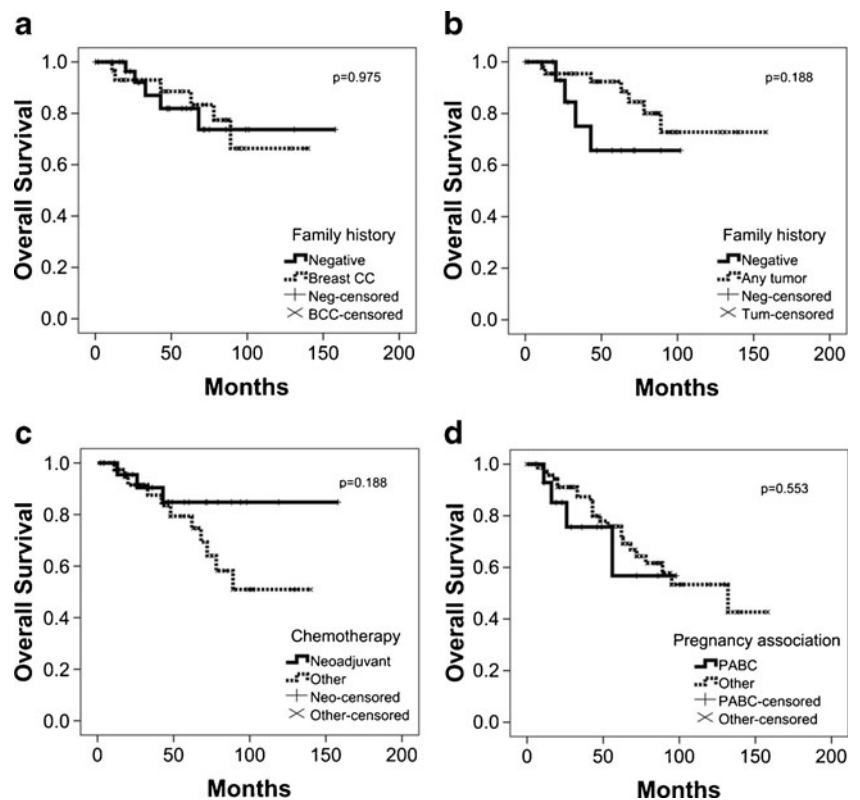 a
Overall Survival
1.0
0.8
0.6
0.4
0.2
0.0
p=0.975
Family history
Negative
Breast CC
Neg-censored
BCC-censored
0 50 100 150 200
Months
b
Overall Survival
1.0
0.8
0.6
0.4
0.2
0.0
p=0.188
Family history
Negative
Any tumor
Neg-censored
Tum-censored
0 50 100 150 200
Months
c
Overall Survival
1.0
0.8
0.6
0.4
0.2
0.0
p=0.188
Chemotherapy
Neoadjuvant
Other
Neo-censored
Other-censored
0 50 100 150 200
Months
d
Overall Survival
1.0
0.8
0.6
0.4
0.2
0.0
p=0.553
Pregnancy association
PABC
Other
PABC-censored
Other-censored
0 50 100 150 200
Months